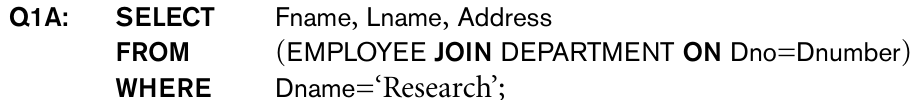 Q1A: SELECT Fname, Lname, Address
FROM (EMPLOYEE JOIN DEPARTMENT ON Dno=Dnumber)
WHERE Dname=‘Research’;